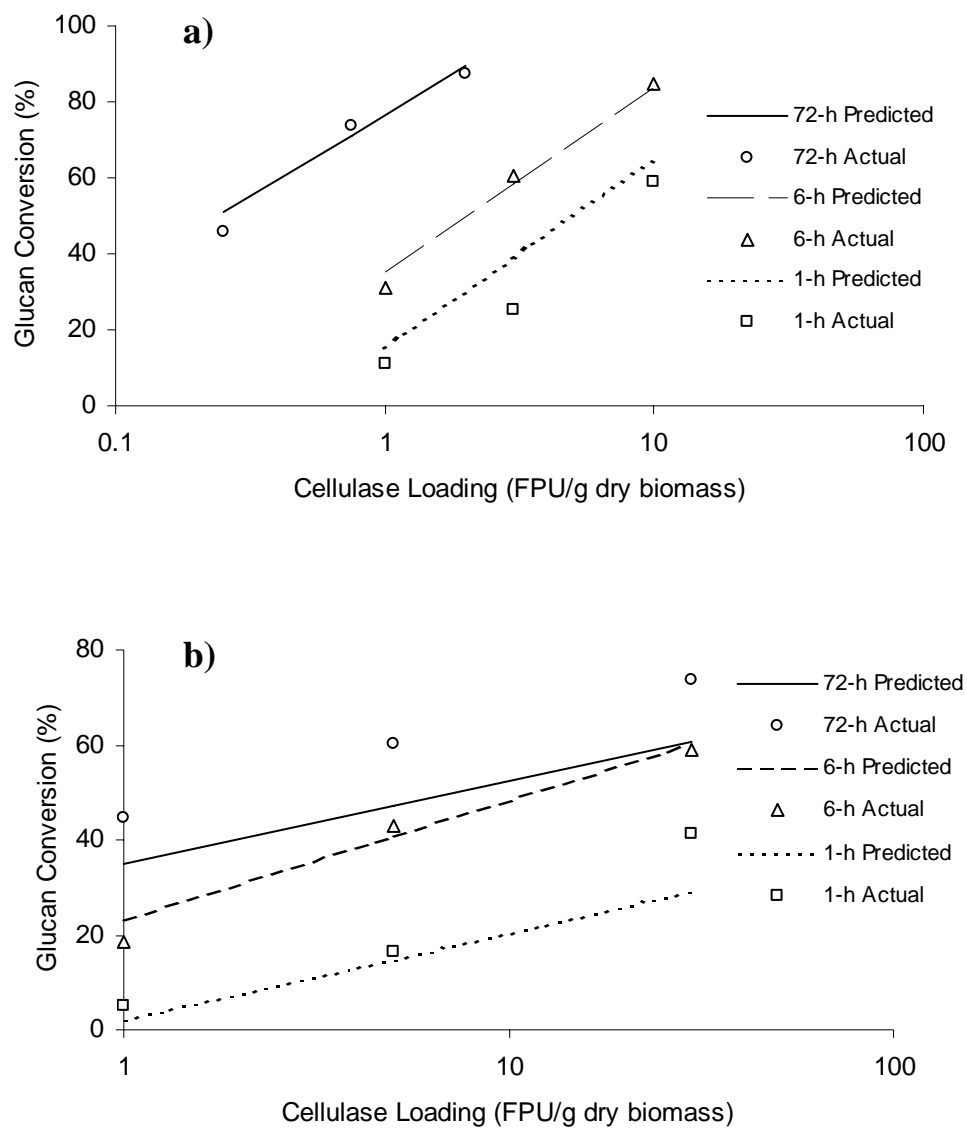 a)
100
80
60
40
20
0
Glucan Conversion (%)
0.1 1 10 100
Cellulase Loading (FPU/g dry biomass)
72-h Predicted
72-h Actual
6-h Predicted
6-h Actual
1-h Predicted
1-h Actual
b)
80
60
40
20
0
Glucan Conversion (%)
1 10 100
Cellulase Loading (FPU/g dry biomass)
72-h Predicted
72-h Actual
6-h Predicted
6-h Actual
1-h Predicted
1-h Actual